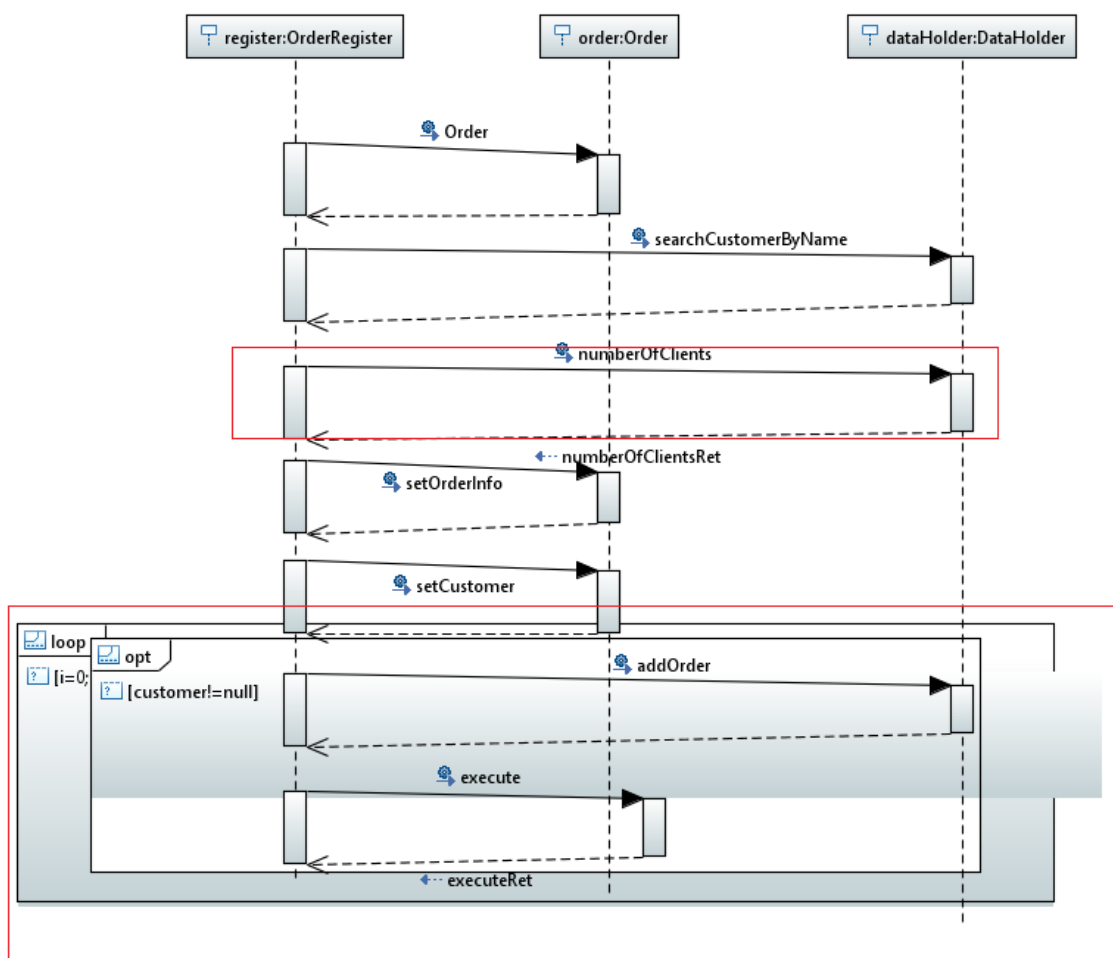 register:OrderRegister
order:Order
dataHolder:DataHolder
Order
searchCustomerByName
numberOfClients
numberOfClientsRet
setOrderInfo
setCustomer
loop
opt
addOrder
[i=0;
[customer!=null]
execute
executeRet